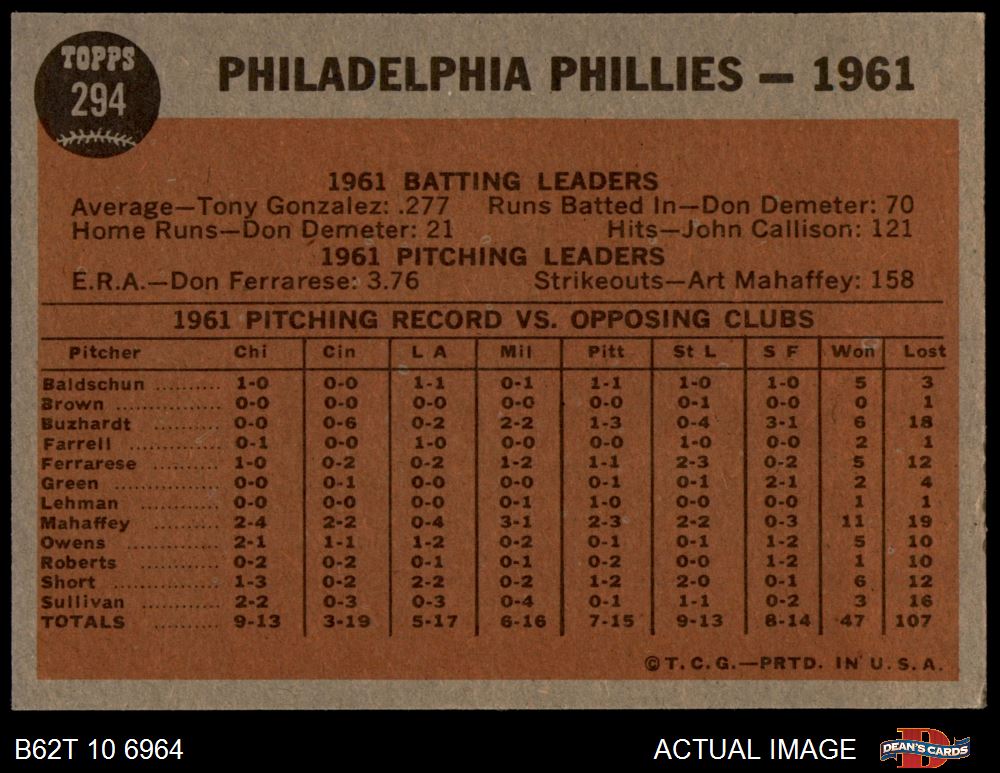 TOPPS
294
PHILADELPHIA PHILLIES — 1961
1961 BATTING LEADERS
Average—Tony Gonzalez: .277 Runs Batted In—Don Demeter: 70
Home Runs—Don Demeter: 21 Hits—John Callison: 121
1961 PITCHING LEADERS
E.R.A.—Don Ferrarese: 3.76 Strikeouts—Art Mahaffey: 158
1961 PITCHING RECORD VS. OPPOSING CLUBS
Pitcher Chi Cin L A Mil Pitt St L S F Won Lost
Baldschun .......... 1-0 0-0 1-1 0-1 1-1 1-0 1-0 5 3
Brown ................ 0-0 0-0 0-0 0-0 0-0 0-1 0-0 0 1
Buzhardt ............ 0-0 0-6 0-2 2-2 1-3 0-4 3-1 6 18
Farrell ................ 0-1 0-0 1-0 0-0 0-0 1-0 0-0 2 1
Ferrarese ........... 1-0 0-2 0-2 1-2 1-1 2-3 0-2 5 12
Green ................. 0-0 0-1 0-0 0-0 0-1 0-1 2-1 2 4
Lehman .............. 0-0 0-0 0-0 0-1 1-0 0-0 0-0 1 1
Mahaffey ............ 2-4 2-2 0-4 3-1 2-3 2-2 0-3 11 19
Owens ............... 2-1 1-1 1-2 0-2 0-1 0-1 1-2 5 10
Roberts .............. 0-2 0-2 0-1 0-1 0-2 0-0 1-2 1 10
Short ................. 1-3 0-2 2-2 0-2 1-2 2-0 0-1 6 12
Sullivan ............. 2-2 0-3 0-3 0-4 0-1 1-1 0-2 3 16
TOTALS .......... 9-13 3-19 5-17 6-16 7-15 9-13 8-14 47 107
©T.C.G.—PRTD. IN U.S.A.
B62T 10 6964 ACTUAL IMAGE DEAN'S CARDS